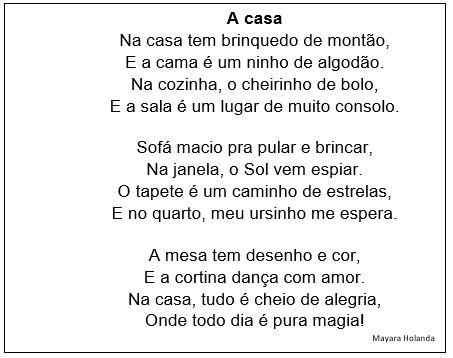 A casa
Na casa tem brinquedo de montão,
E a cama é um ninho de algodão.
Na cozinha, o cheirinho de bolo,
E a sala é um lugar de muito consolo.
Sofá macio pra pular e brincar,
Na janela, o Sol vem espiar.
O tapete é um caminho de estrelas,
E no quarto, meu ursinho me espera.
A mesa tem desenho e cor,
E a cortina dança com amor.
Na casa, tudo é cheio de alegria,
Onde todo dia é pura magia!
Mayara Holanda